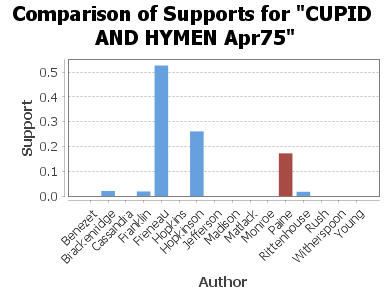 Comparison of Supports for "CUPID
AND HYMEN Apr75"
Support
0.5
0.4
0.3
0.2
0.1
0.0
Benezet
Brackenridge
Cassandra
Franklin
Freneau
Hopkins
Hopkinson
Jefferson
Madison
Matlack
Monroe
Paine
Rittenhouse
Rush
Witherspoon
Young
Author